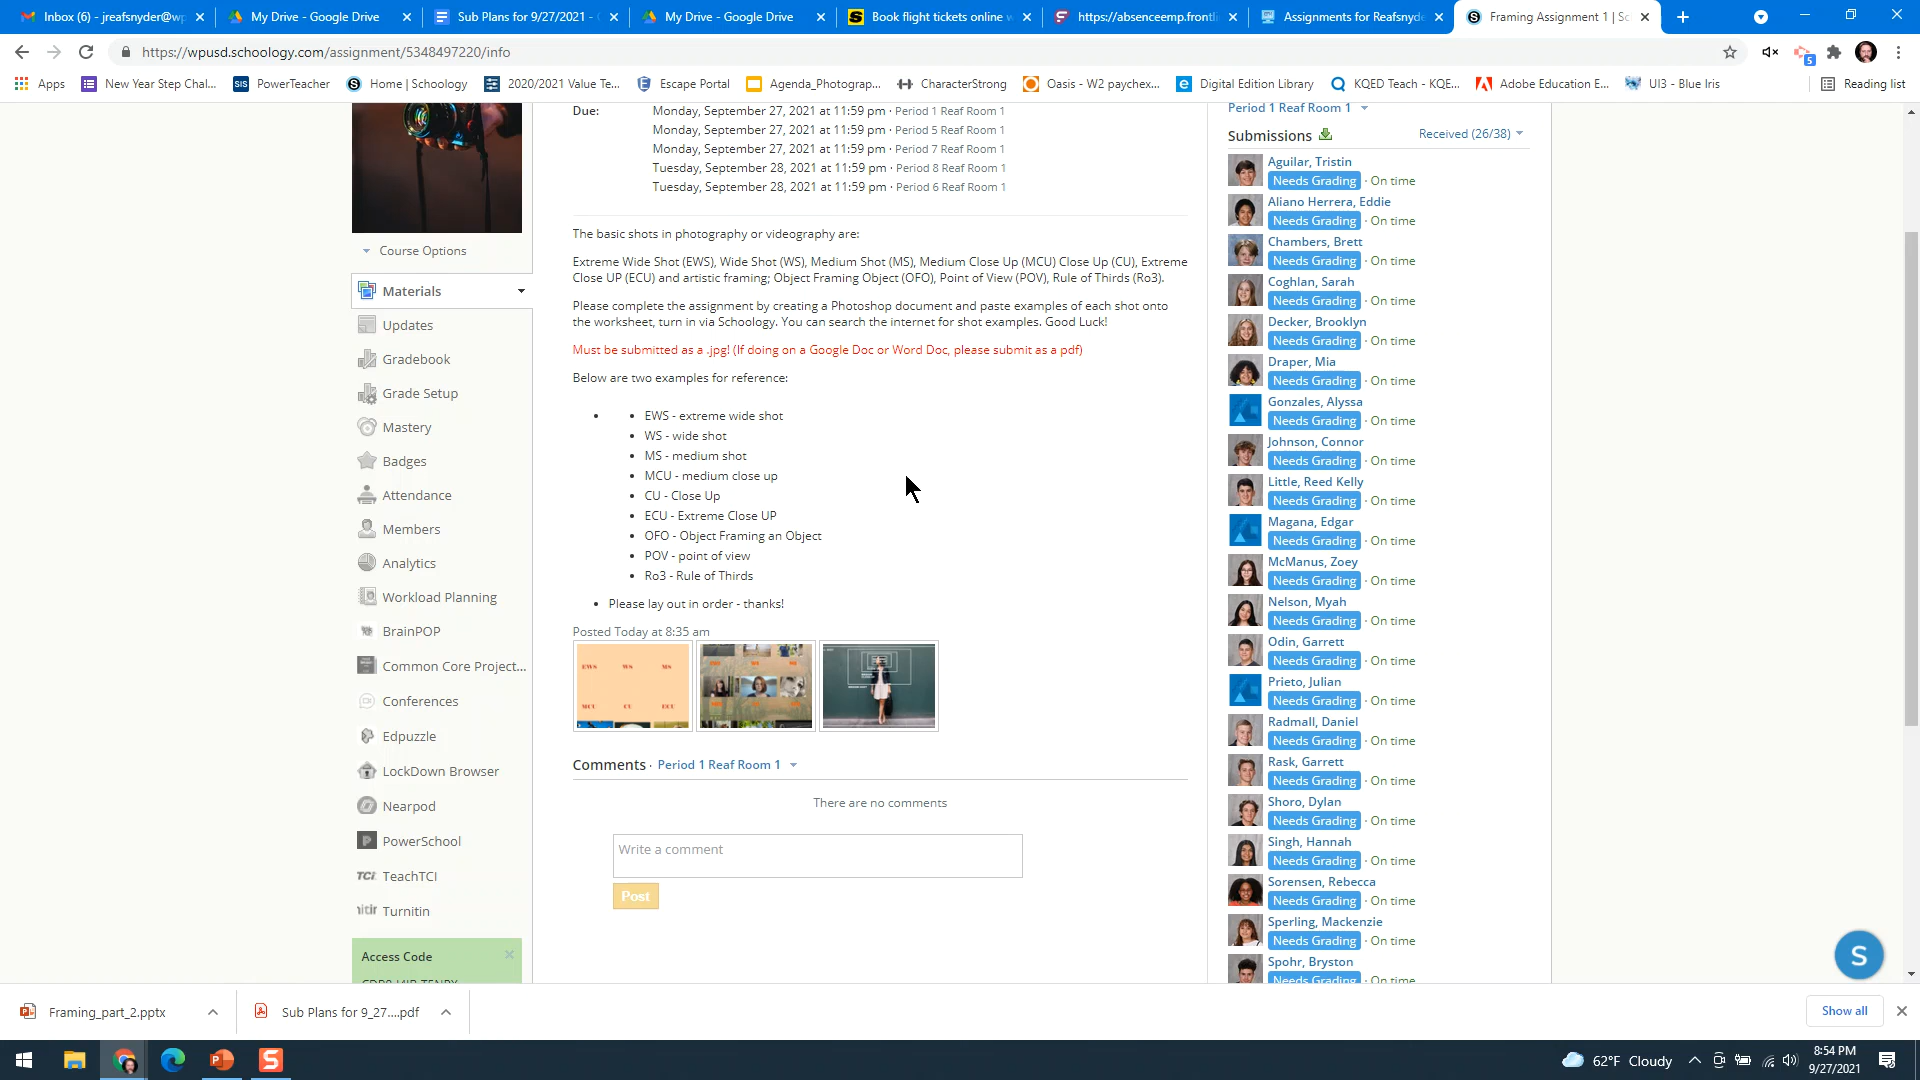 Inbox (6) - jreafsnyder@wp
My Drive - Google Drive
Sub Plans for 9/27/2021 -
My Drive - Google Drive
Book flight tickets online
https://absenceemp.frontli
Assignments for Reafsnyde
Framing Assignment 1 | Sc
https://wpusd.schoology.com/assignment/5348497220/info
5
Apps
New Year Step Chal...
SIS
PowerTeacher
Home | Schoology
2020/2021 Value Te...
Escape Portal
Agenda_Photograp...
CharacterStrong
Oasis - W2 paychex...
Digital Edition Library
KQED Teach - KQE...
Adobe Education E...
UI3 - Blue Iris
Reading list
Course Options
Materials
Updates
Gradebook
Grade Setup
Mastery
Badges
Attendance
Members
Analytics
Workload Planning
BrainPOP
Common Core Project...
Conferences
Edpuzzle
LockDown Browser
Nearpod
PowerSchool
TCi
TeachTCI
Turnitin
Access Code
Due:
Monday, September 27, 2021 at 11:59 pm · Period 1 Reaf Room 1
Monday, September 27, 2021 at 11:59 pm · Period 5 Reaf Room 1
Monday, September 27, 2021 at 11:59 pm · Period 7 Reaf Room 1
Tuesday, September 28, 2021 at 11:59 pm · Period 8 Reaf Room 1
Tuesday, September 28, 2021 at 11:59 pm · Period 6 Reaf Room 1
The basic shots in photography or videography are:
Extreme Wide Shot (EWS), Wide Shot (WS), Medium Shot (MS), Medium Close Up (MCU) Close Up (CU), Extreme
Close UP (ECU) and artistic framing; Object Framing Object (OFO), Point of View (POV), Rule of Thirds (Ro3).
Please complete the assignment by creating a Photoshop document and paste examples of each shot onto
the worksheet, turn in via Schoology. You can search the internet for shot examples. Good Luck!
Must be submitted as a .jpg! (If doing on a Google Doc or Word Doc, please submit as a pdf)
Below are two examples for reference:
EWS - extreme wide shot
WS - wide shot
MS - medium shot
MCU - medium close up
CU - Close Up
ECU - Extreme Close UP
OFO - Object Framing an Object
POV - point of view
Ro3 - Rule of Thirds
Please lay out in order - thanks!
Posted Today at 8:35 am
EWS WS MS
MCU CU ECU
Comments · Period 1 Reaf Room 1
There are no comments
Write a comment
Post
Period 1 Reaf Room 1
Submissions
Received (26/38)
Aguilar, Tristin
Needs Grading · On time
Aliano Herrera, Eddie
Needs Grading · On time
Chambers, Brett
Needs Grading · On time
Coghlan, Sarah
Needs Grading · On time
Decker, Brooklyn
Needs Grading · On time
Draper, Mia
Needs Grading · On time
Gonzales, Alyssa
Needs Grading · On time
Johnson, Connor
Needs Grading · On time
Little, Reed Kelly
Needs Grading · On time
Magana, Edgar
Needs Grading · On time
McManus, Zoey
Needs Grading · On time
Nelson, Myah
Needs Grading · On time
Odin, Garrett
Needs Grading · On time
Prieto, Julian
Needs Grading · On time
Radmall, Daniel
Needs Grading · On time
Rask, Garrett
Needs Grading · On time
Shoro, Dylan
Needs Grading · On time
Singh, Hannah
Needs Grading · On time
Sorensen, Rebecca
Needs Grading · On time
Sperling, Mackenzie
Needs Grading · On time
Spohr, Bryston
Needs Grading · On time
S
Framing_part_2.pptx
Sub Plans for 9_27....pdf
Show all
62°F Cloudy
8:54 PM
9/27/2021